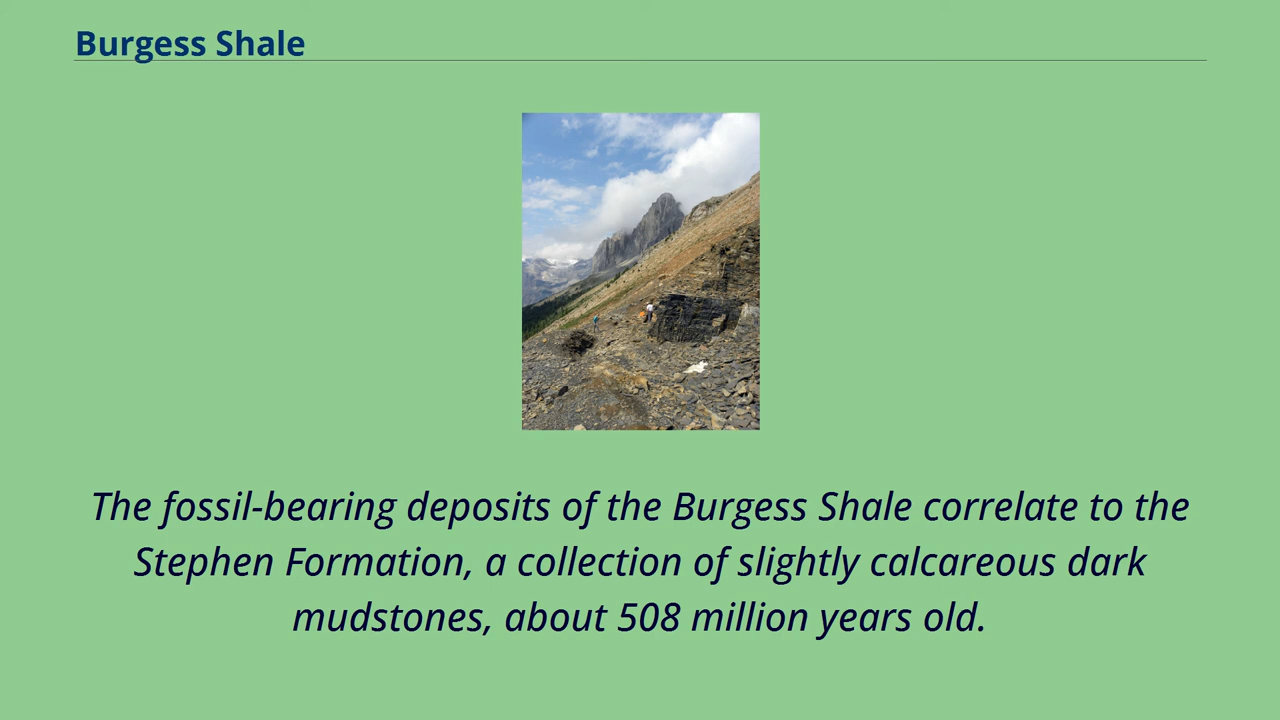 Burgess Shale
The fossil-bearing deposits of the Burgess Shale correlate to the
Stephen Formation, a collection of slightly calcareous dark
mudstones, about 508 million years old.